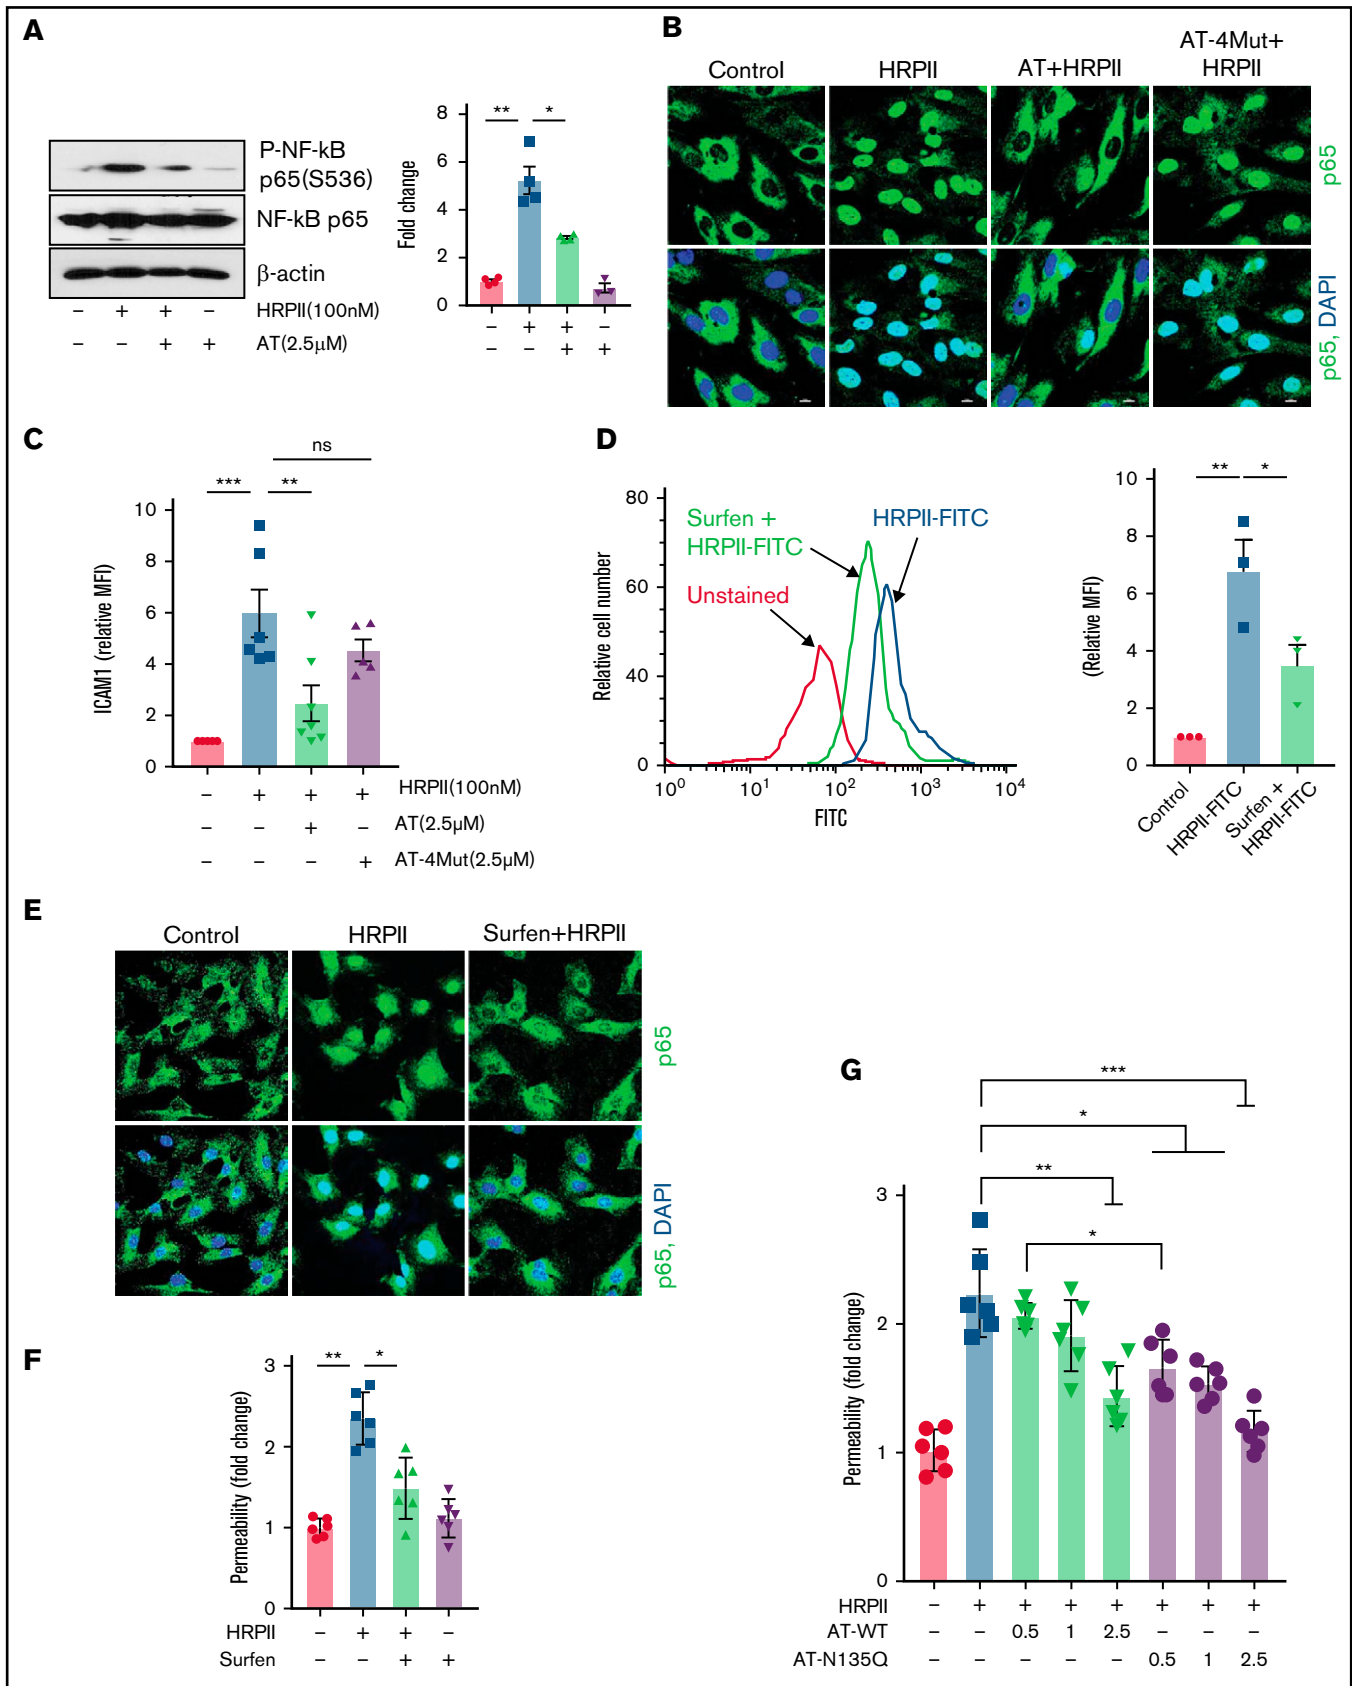 A
P-NF-kB
p65(S536)
NF-kB p65
β-actin
– + + – HRPII(100nM)
– – + + AT(2.5μM)
Fold change
8
6
4
2
0
** *
– + + –
– – + +
B
Control HRPII AT+HRPII AT-4Mut+
HRPII
p65
p65, DAPI
C
ns
*** **
ICAM1 (relative MFI)
10
8
6
4
2
0
– + + + HRPII(100nM)
– – + – AT(2.5μM)
– – – + AT-4Mut(2.5μM)
D
Relative cell number
80
60
40
20
0
Surfen +
HRPII-FITC
HRPII-FITC
Unstained
10⁰ 10¹ 10² 10³ 10⁴
FITC
(Relative MFI)
10
8
6
4
2
0
** *
Control
HRPII-FITC
Surfen +
HRPII-FITC
E
Control HRPII Surfen+HRPII
p65
p65, DAPI
F
Permeability (fold change)
3
2
1
0
** *
HRPII – + + –
Surfen – – + +
G
***
*
**
*
Permeability (fold change)
3
2
1
0
HRPII – + + + + + + +
AT-WT – – 0.5 1 2.5 – – –
AT-N135Q – – – – – 0.5 1 2.5